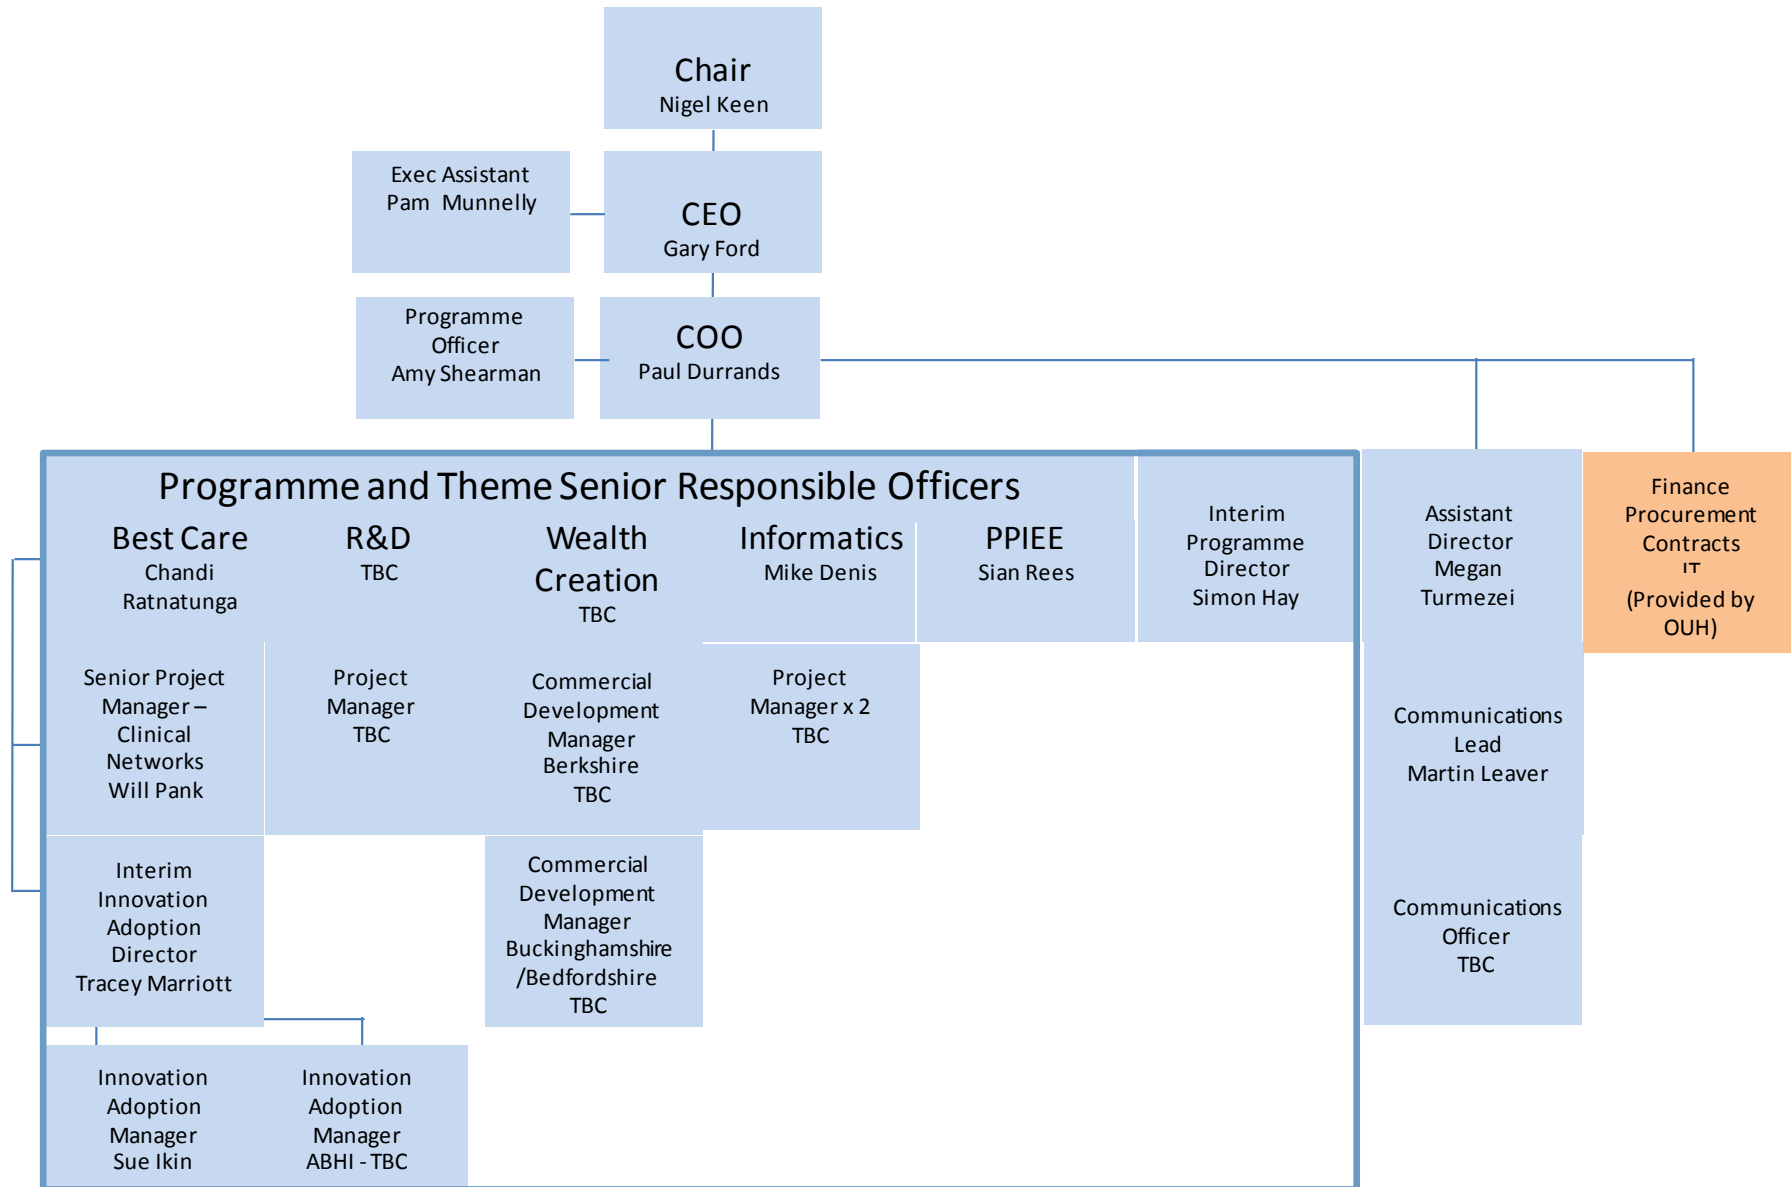 Chair
Nigel Keen
Exec Assistant
Pam Munnelly
CEO
Gary Ford
Programme
Officer
Amy Shearman
COO
Paul Durrands
Programme and Theme Senior Responsible Officers
Best Care
Chandi
Ratnatunga
R&D
TBC
Wealth
Creation
TBC
Informatics
Mike Denis
PPIEE
Sian Rees
Interim
Programme
Director
Simon Hay
Assistant
Director
Megan
Turmezei
Finance
Procurement
Contracts
IT
(Provided by
OUH)
Senior Project
Manager –
Clinical
Networks
Will Pank
Project
Manager
TBC
Commercial
Development
Manager
Berkshire
TBC
Project
Manager x 2
TBC
Communications
Lead
Martin Leaver
Interim
Innovation
Adoption
Director
Tracey Marriott
Commercial
Development
Manager
Buckinghamshire
/Bedfordshire
TBC
Communications
Officer
TBC
Innovation
Adoption
Manager
Sue Ikin
Innovation
Adoption
Manager
ABHI - TBC